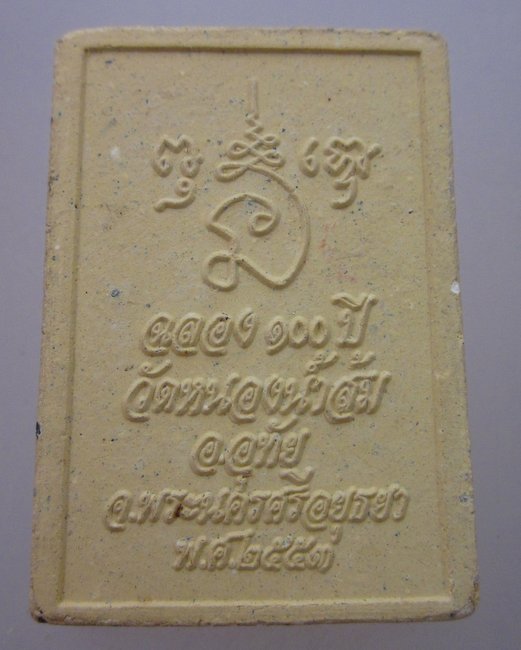 ฉลอง ๑๐๐ ปี
วัดหนองน้ำส้ม
อ.อุทัย
จ.พระนครศรีอยุธยา
พ.ศ.๒๕๕๓